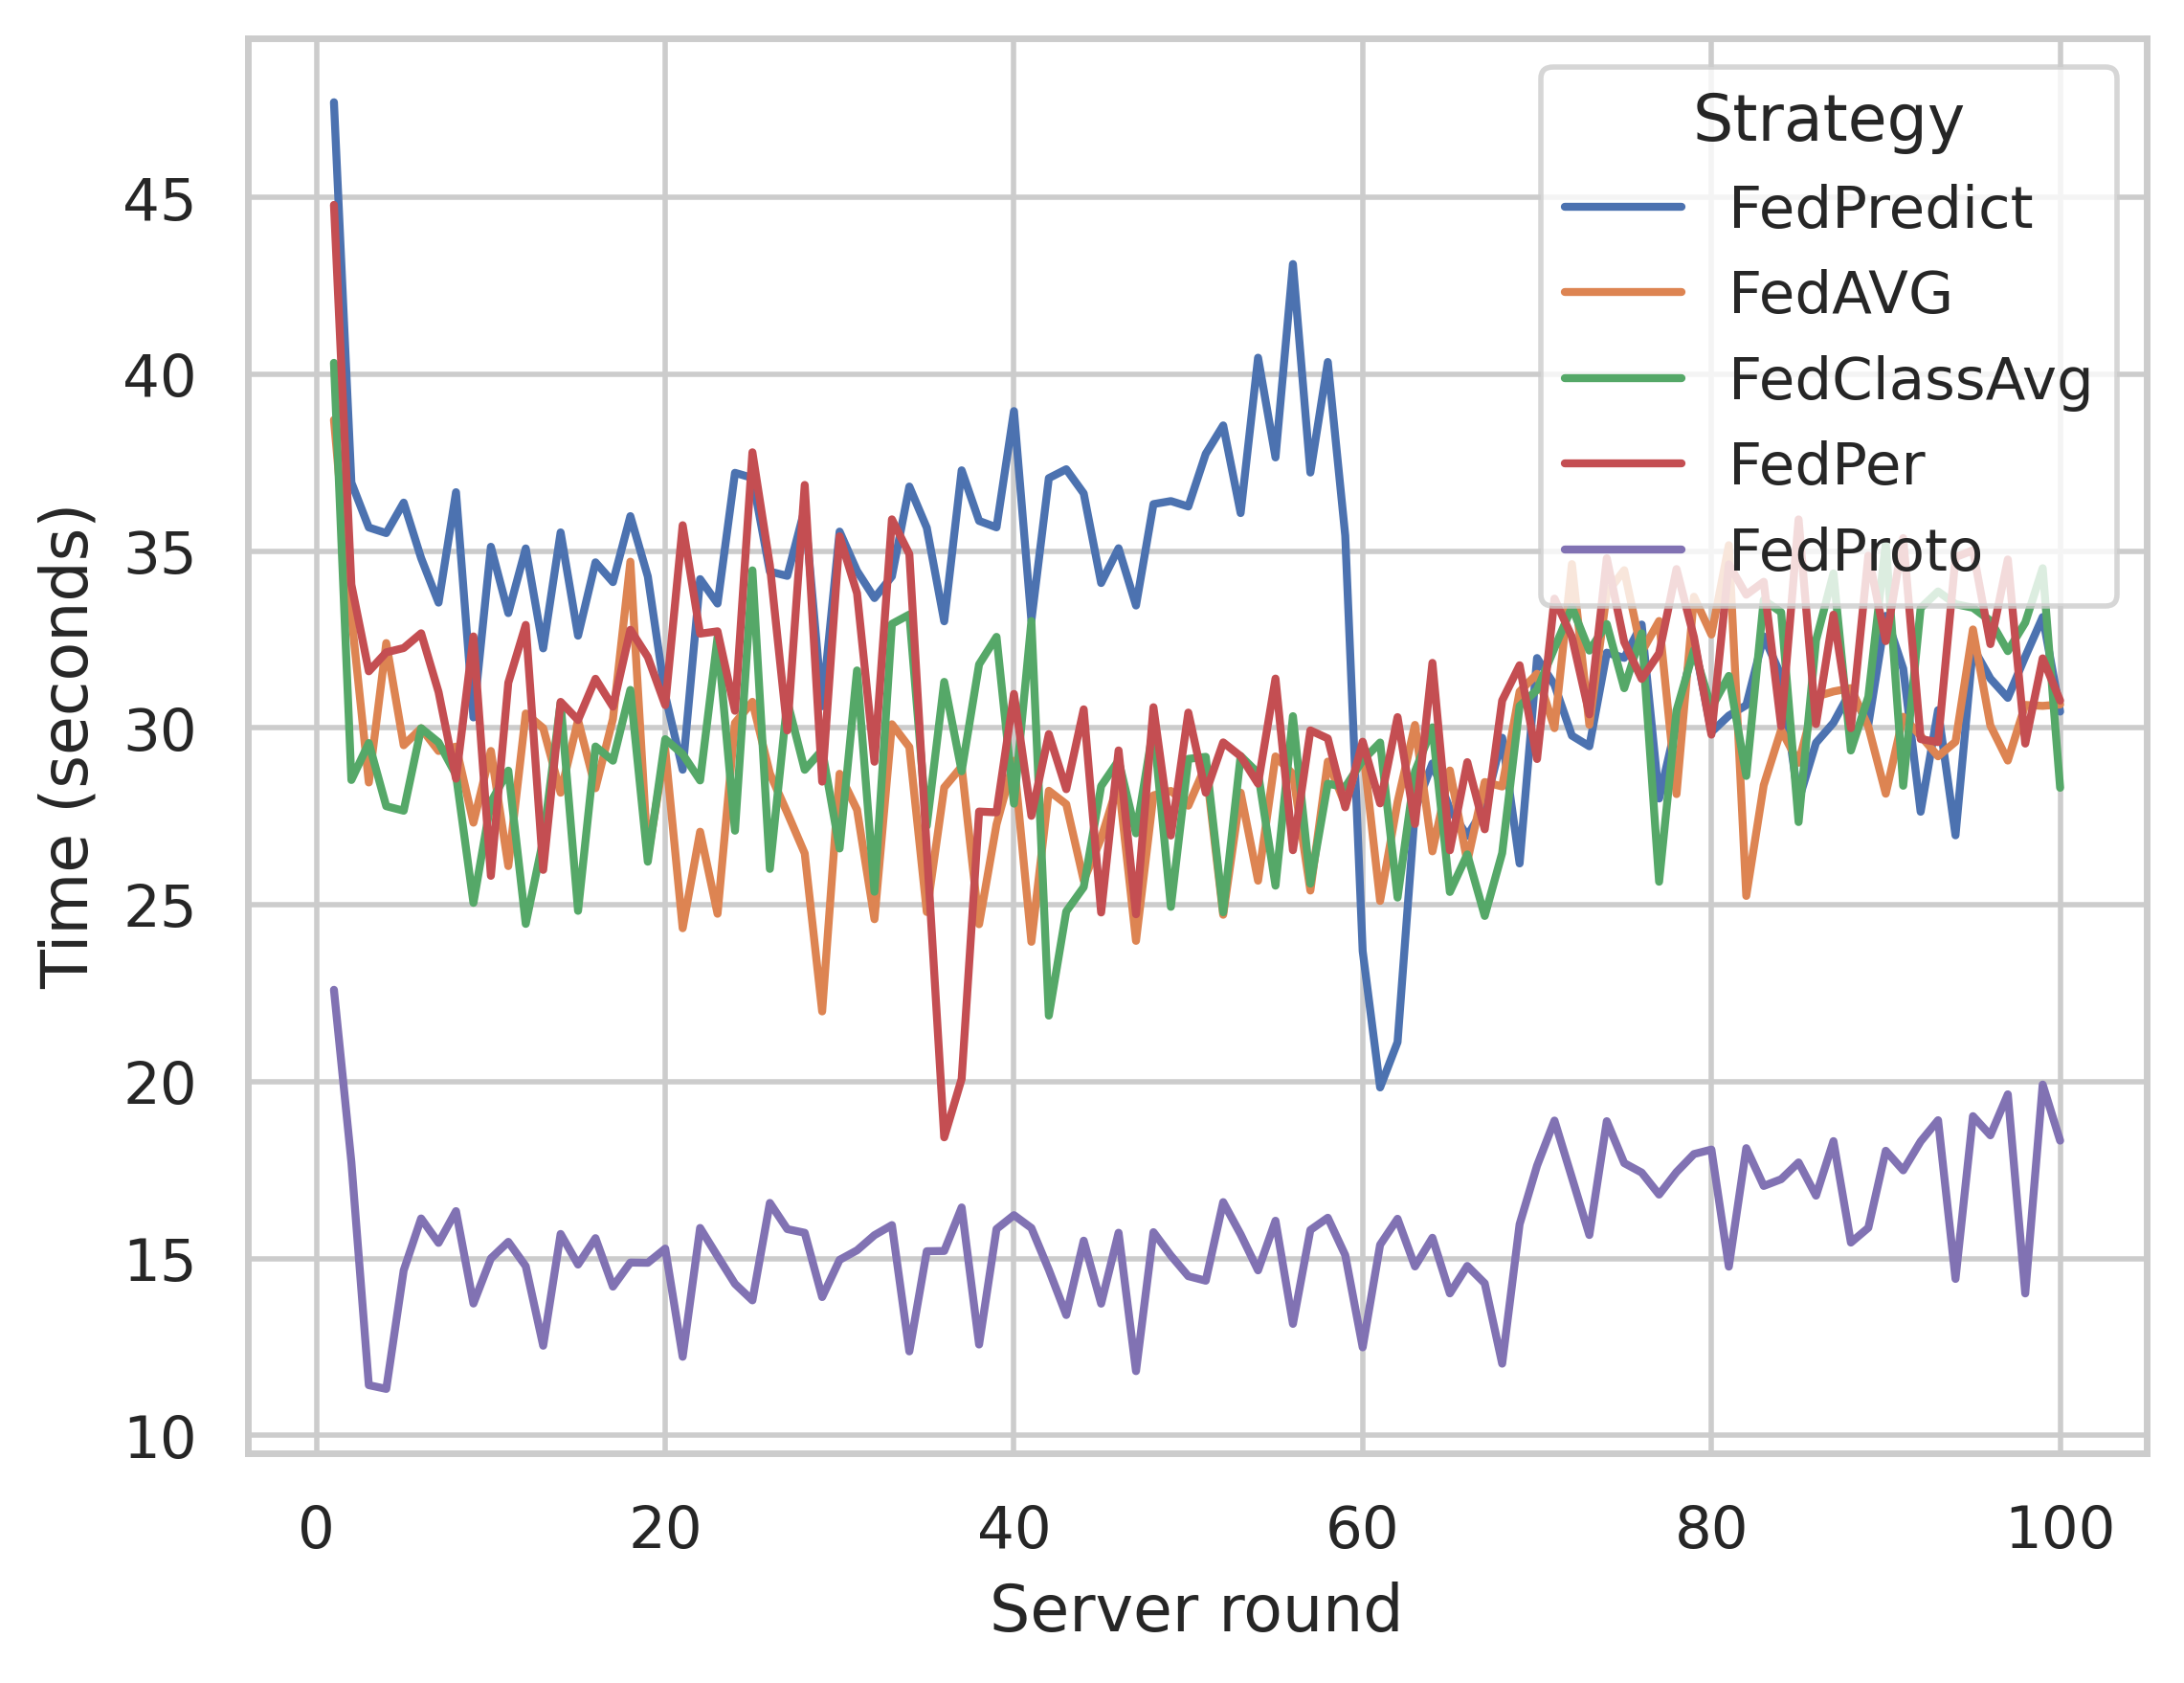 Strategy
FedPredict
FedAVG
FedClassAvg
FedPer
FedProto
Time (seconds)
45
40
35
30
25
20
15
10
0 20 40 60 80 100
Server round